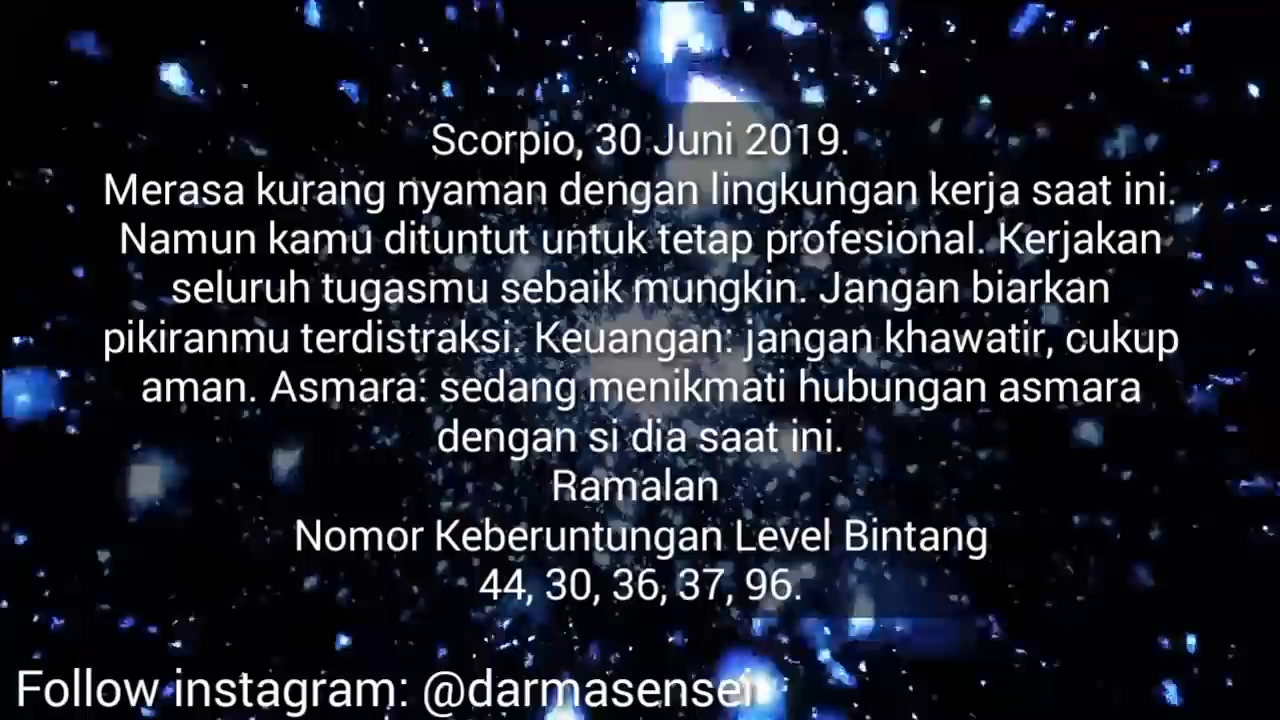 Scorpio, 30 Juni 2019.
Merasa kurang nyaman dengan lingkungan kerja saat ini.
Namun kamu dituntut untuk tetap profesional. Kerjakan
seluruh tugasmu sebaik mungkin. Jangan biarkan
pikiranmu terdistraksi. Keuangan: jangan khawatir, cukup
aman. Asmara: sedang menikmati hubungan asmara
dengan si dia saat ini.
Ramalan
Nomor Keberuntungan Level Bintang
44, 30, 36, 37, 96.
Follow instagram: @darmasensei